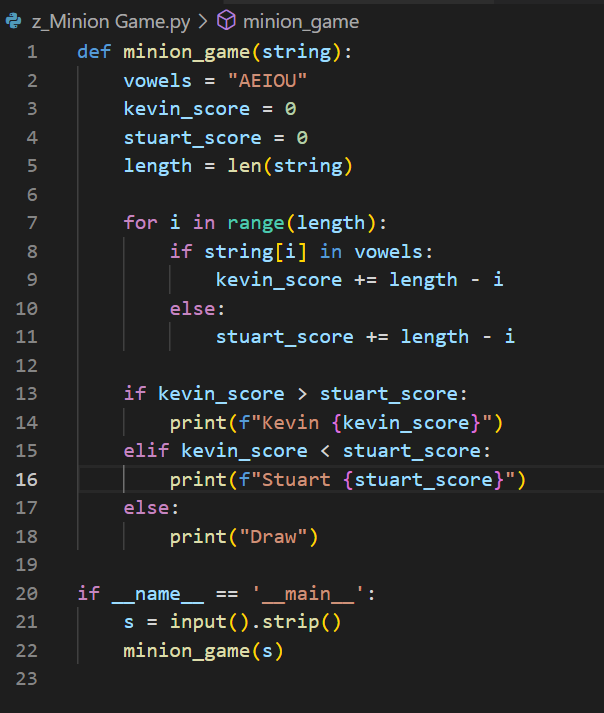 z_Minion Game.py > minion_game
1 def minion_game(string):
2     vowels = "AEIOU"
3     kevin_score = 0
4     stuart_score = 0
5     length = len(string)
6
7     for i in range(length):
8         if string[i] in vowels:
9             kevin_score += length - i
10         else:
11             stuart_score += length - i
12
13     if kevin_score > stuart_score:
14         print(f"Kevin {kevin_score}")
15     elif kevin_score < stuart_score:
16         print(f"Stuart {stuart_score}")
17     else:
18         print("Draw")
19
20 if __name__ == '__main__':
21     s = input().strip()
22     minion_game(s)
23